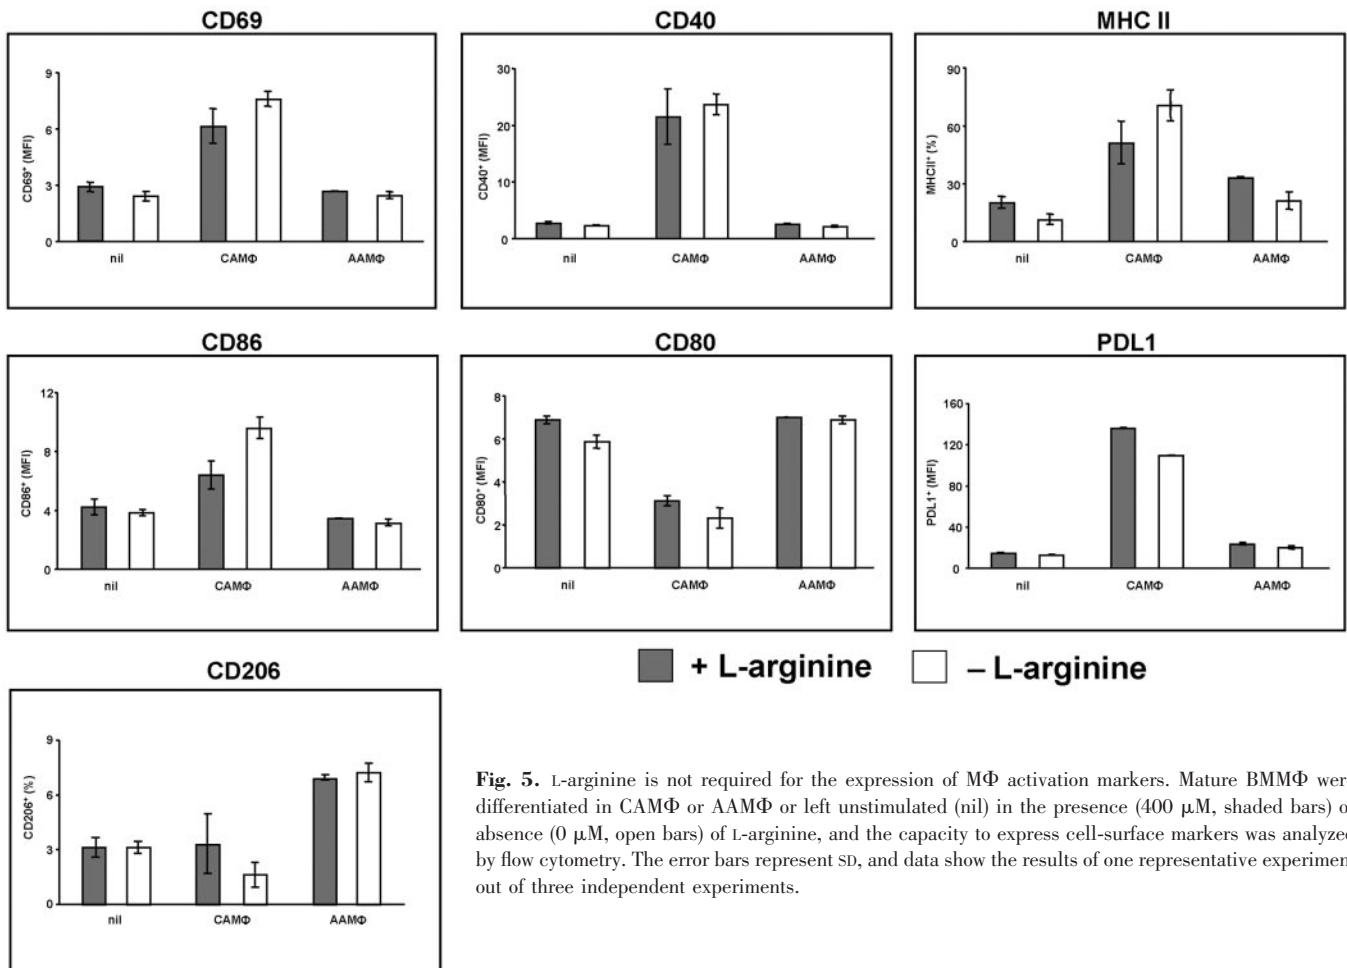 CD69
CD40
MHC II
CD69⁺ (MFI)
9
6
3
0
nil
CAMΦ
AAMΦ
CD40⁺ (MFI)
30
20
10
0
nil
CAMΦ
AAMΦ
MHCII⁺ (%)
90
60
30
0
nil
CAMΦ
AAMΦ
CD86
CD80
PDL1
CD86⁺ (MFI)
12
8
4
0
nil
CAMΦ
AAMΦ
CD80⁺ (MFI)
8
6
4
2
0
nil
CAMΦ
AAMΦ
PDL1⁺ (MFI)
160
120
80
40
0
nil
CAMΦ
AAMΦ
+ L-arginine
– L-arginine
CD206
CD206⁺ (%)
9
6
3
0
nil
CAMΦ
AAMΦ
Fig. 5. L-arginine is not required for the expression of MΦ activation markers. Mature BMMΦ wer
differentiated in CAMΦ or AAMΦ or left unstimulated (nil) in the presence (400 μM, shaded bars) o
absence (0 μM, open bars) of L-arginine, and the capacity to express cell-surface markers was analyze
by flow cytometry. The error bars represent SD, and data show the results of one representative experimen
out of three independent experiments.